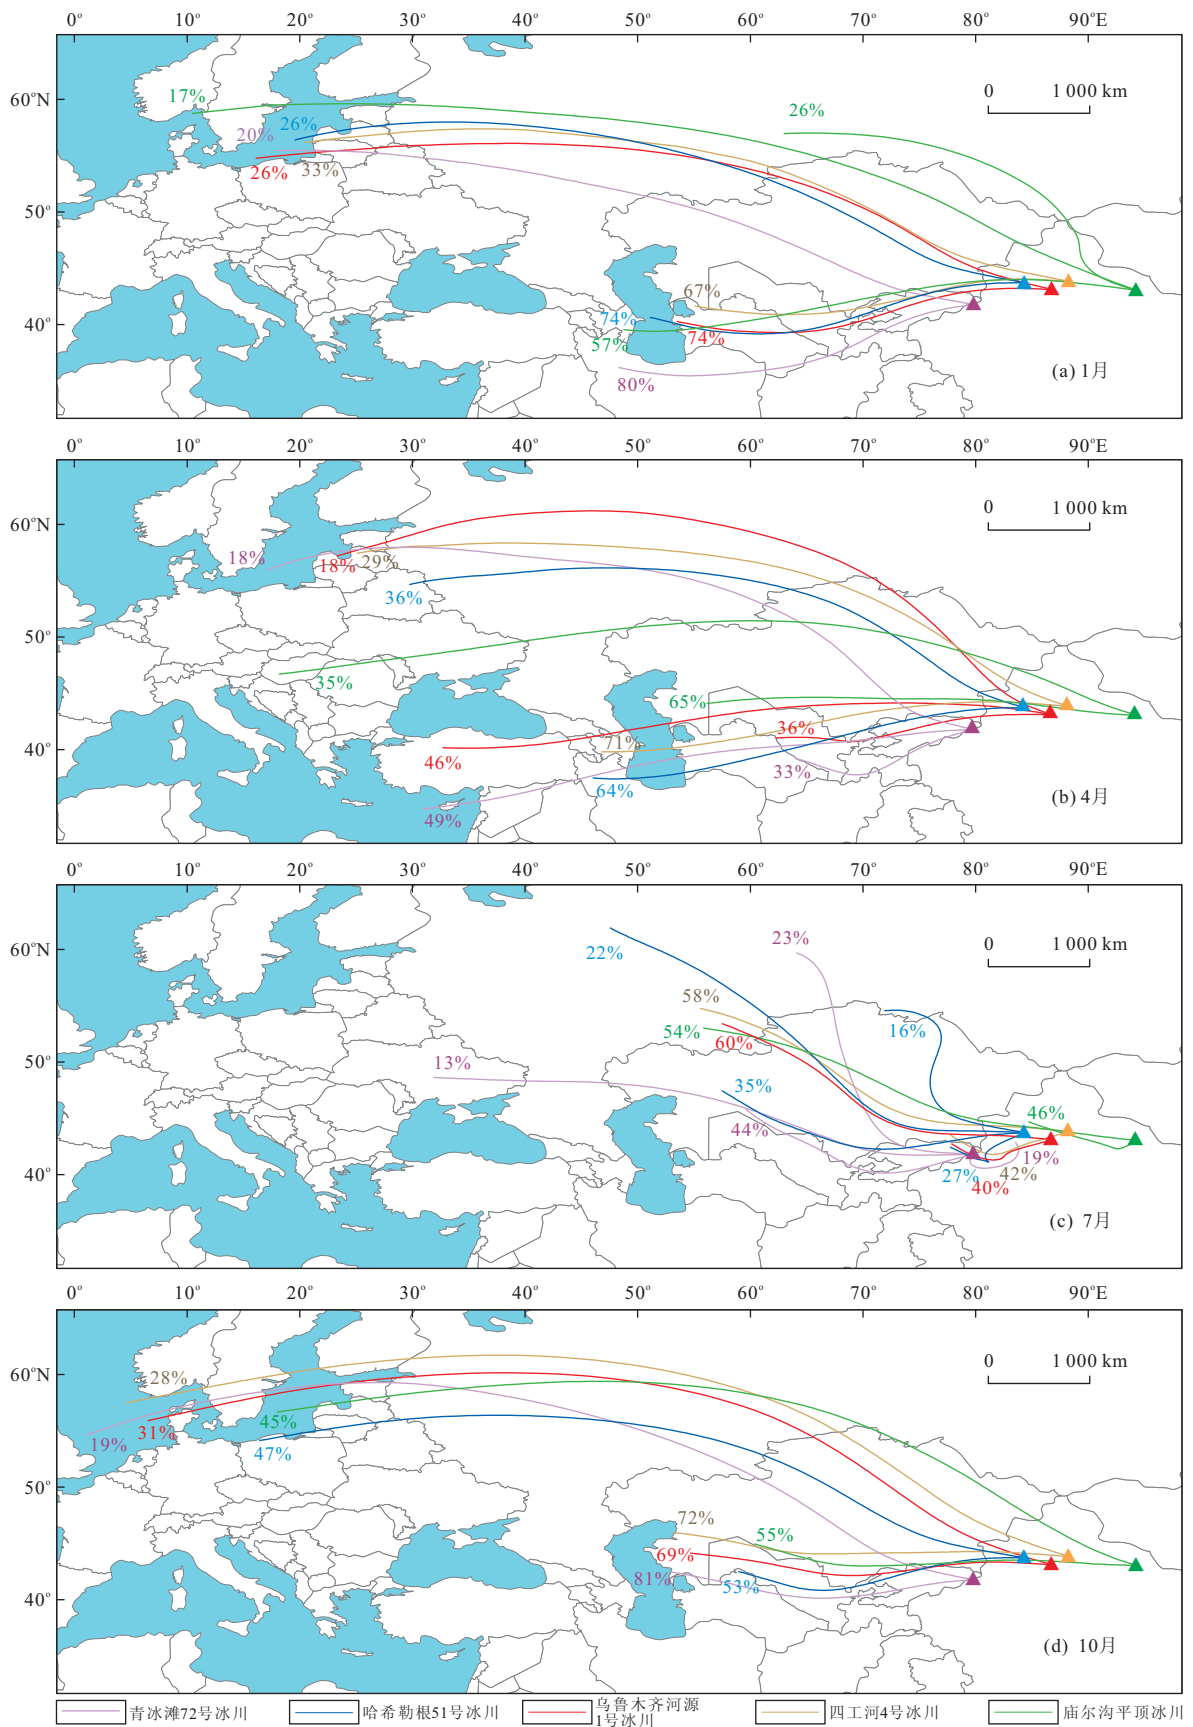 0° 10° 20° 30° 40° 50° 60° 70° 80° 90°E
60°N
50°
40°
17%
26%
20%
26%
26%
33%
67%
74%
57%
74%
80%
0 1 000 km
(a) 1月
0° 10° 20° 30° 40° 50° 60° 70° 80° 90°E
60°N
50°
40°
18%
18%
29%
36%
35%
65%
36%
71%
46%
33%
64%
49%
0 1 000 km
(b) 4月
0° 10° 20° 30° 40° 50° 60° 70° 80° 90°E
60°N
50°
40°
23%
22%
58%
54%
60%
16%
13%
35%
44%
46%
19%
27%
42%
40%
0 1 000 km
(c) 7月
0° 10° 20° 30° 40° 50° 60° 70° 80° 90°E
60°N
50°
40°
28%
45%
31%
19%
47%
72%
55%
69%
81%
53%
0 1 000 km
(d) 10月
青冰滩72号冰川
哈希勒根51号冰川
乌鲁木齐河源
1号冰川
四工河4号冰川
庙尔沟平顶冰川